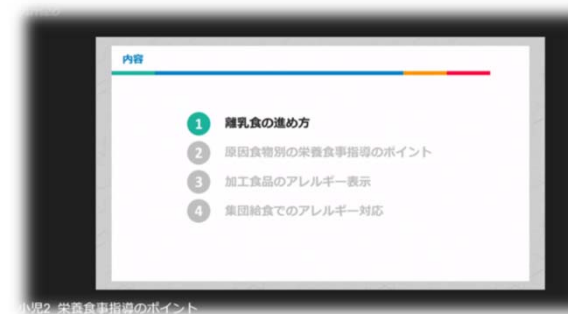 内容
1 離乳食の進め方
2 原因食物別の栄養食事指導のポイント
3 加工食品のアレルギー表示
4 集団給食でのアレルギー対応
小児2 栄養食事指導のポイント